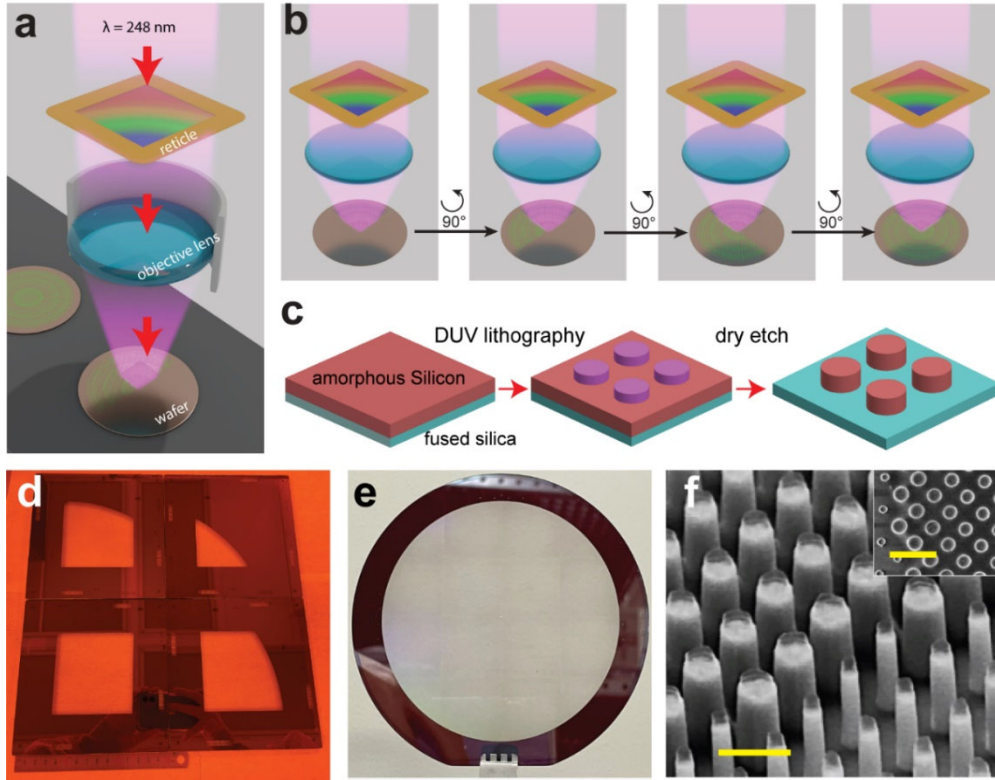 a
λ = 248 nm
reticle
objective lens
wafer
b
90°
90°
90°
c
DUV lithography
dry etch
amorphous Silicon
fused silica
d
e
f